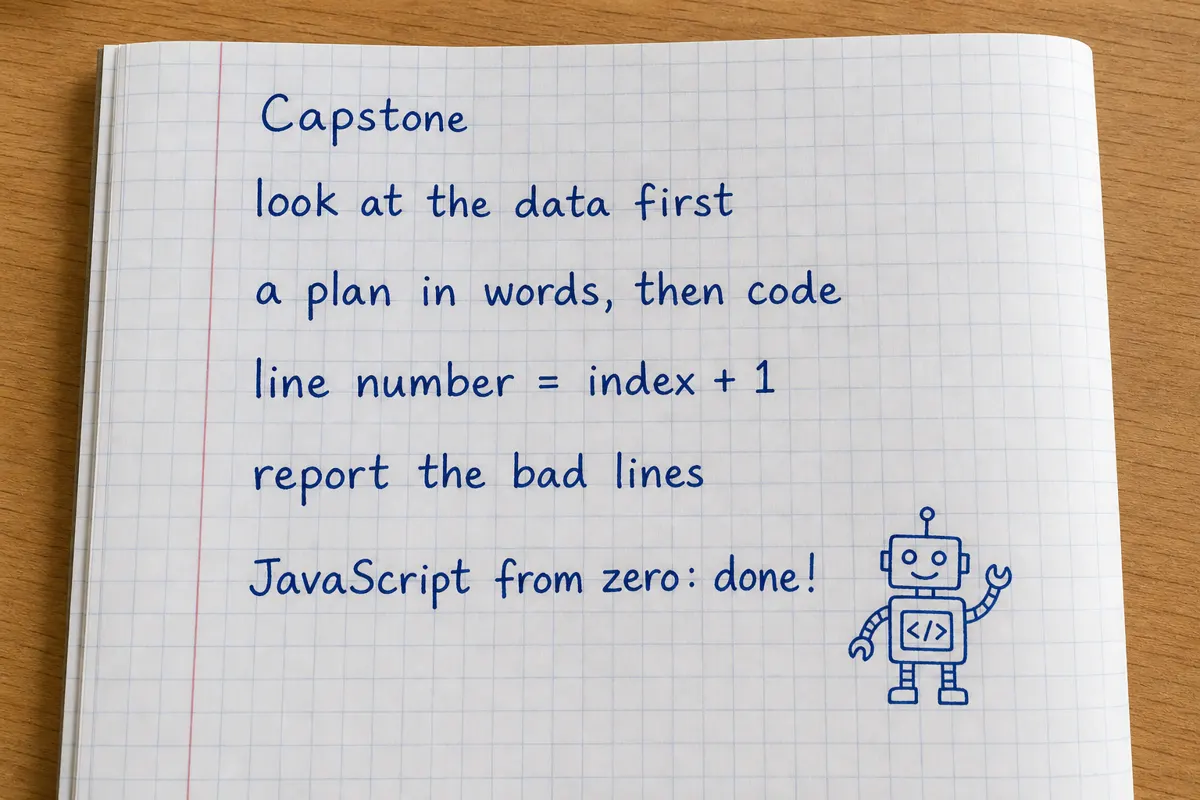 Capstone
look at the data first
a plan in words, then code
line number = index + 1
report the bad lines
JavaScript from zero: done!
</>